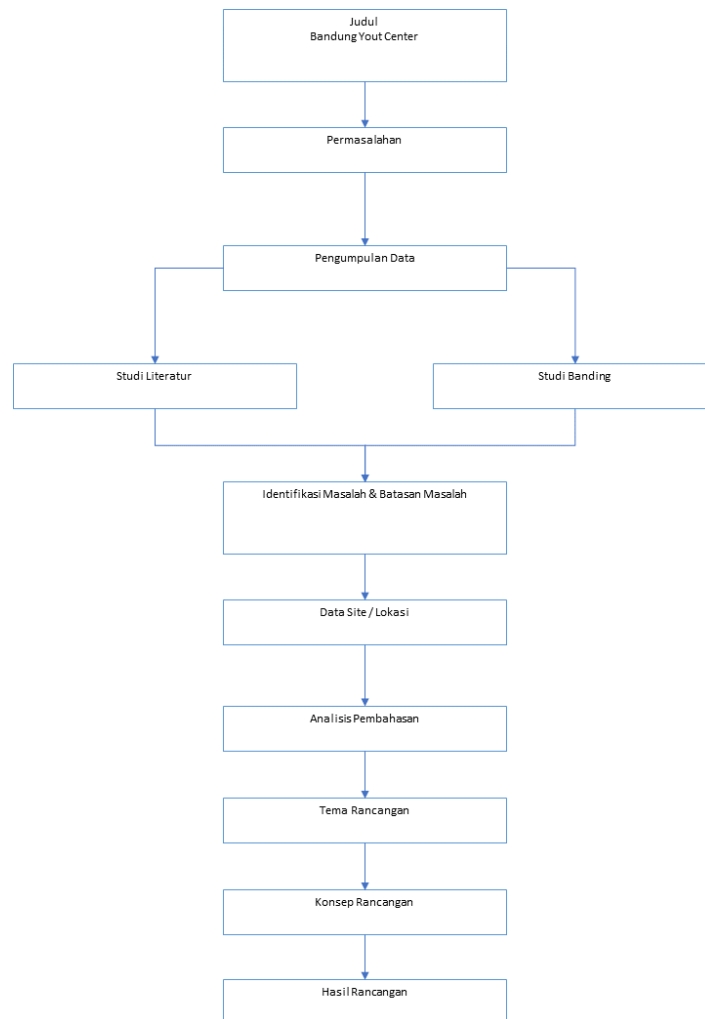 Judul
Bandung Yout Center
Permasalahan
Pengumpulan Data
Studi Literatur
Studi Banding
Identifikasi Masalah & Batasan Masalah
Data Site / Lokasi
Analisis Pembahasan
Tema Rancangan
Konsep Rancangan
Hasil Rancangan